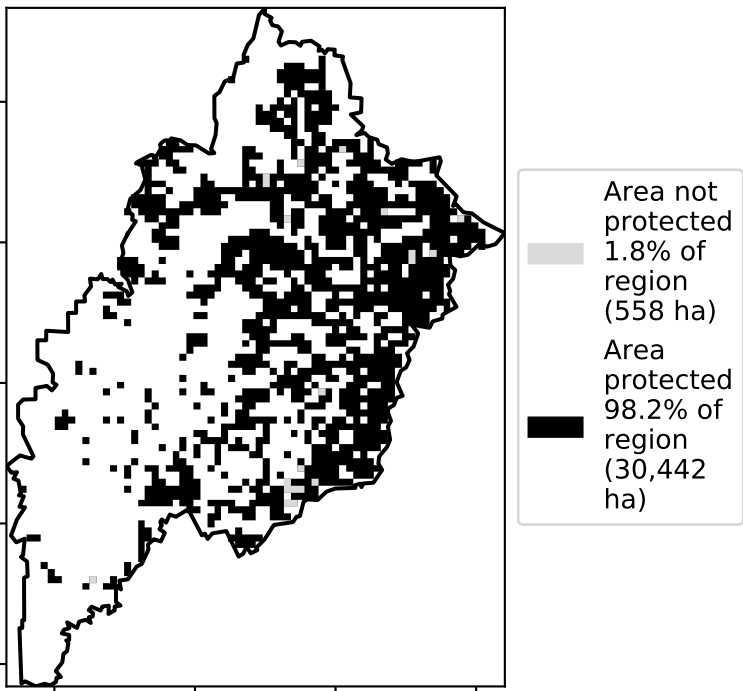 Area not
protected
1.8% of
region
(558 ha)
Area
protected
98.2% of
region
(30,442
ha)